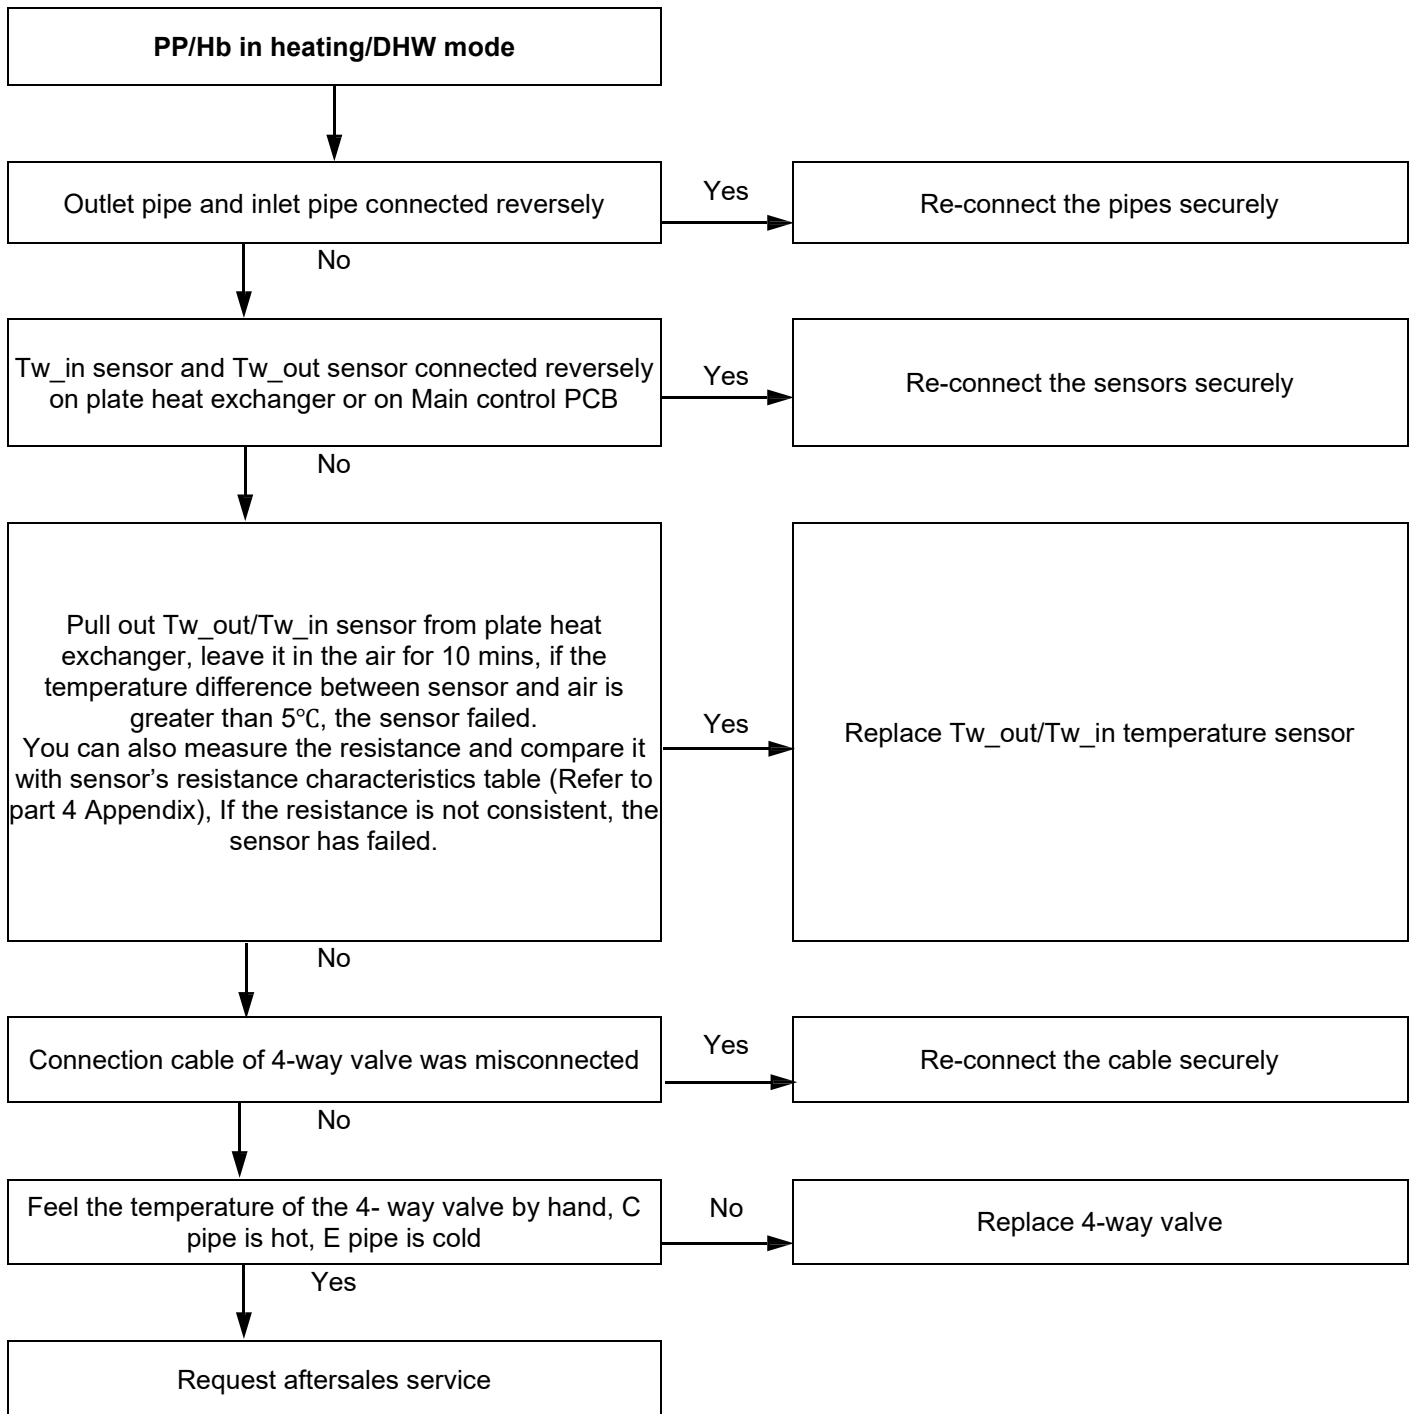 PP/Hb in heating/DHW mode
Outlet pipe and inlet pipe connected reversely
Yes
Re-connect the pipes securely
No
Tw_in sensor and Tw_out sensor connected reversely
on plate heat exchanger or on Main control PCB
Yes
Re-connect the sensors securely
No
Pull out Tw_out/Tw_in sensor from plate heat
exchanger, leave it in the air for 10 mins, if the
temperature difference between sensor and air is
greater than 5℃, the sensor failed.
You can also measure the resistance and compare it
with sensor’s resistance characteristics table (Refer to
part 4 Appendix), If the resistance is not consistent, the
sensor has failed.
Yes
Replace Tw_out/Tw_in temperature sensor
No
Connection cable of 4-way valve was misconnected
Yes
Re-connect the cable securely
No
Feel the temperature of the 4- way valve by hand, C
pipe is hot, E pipe is cold
No
Replace 4-way valve
Yes
Request aftersales service